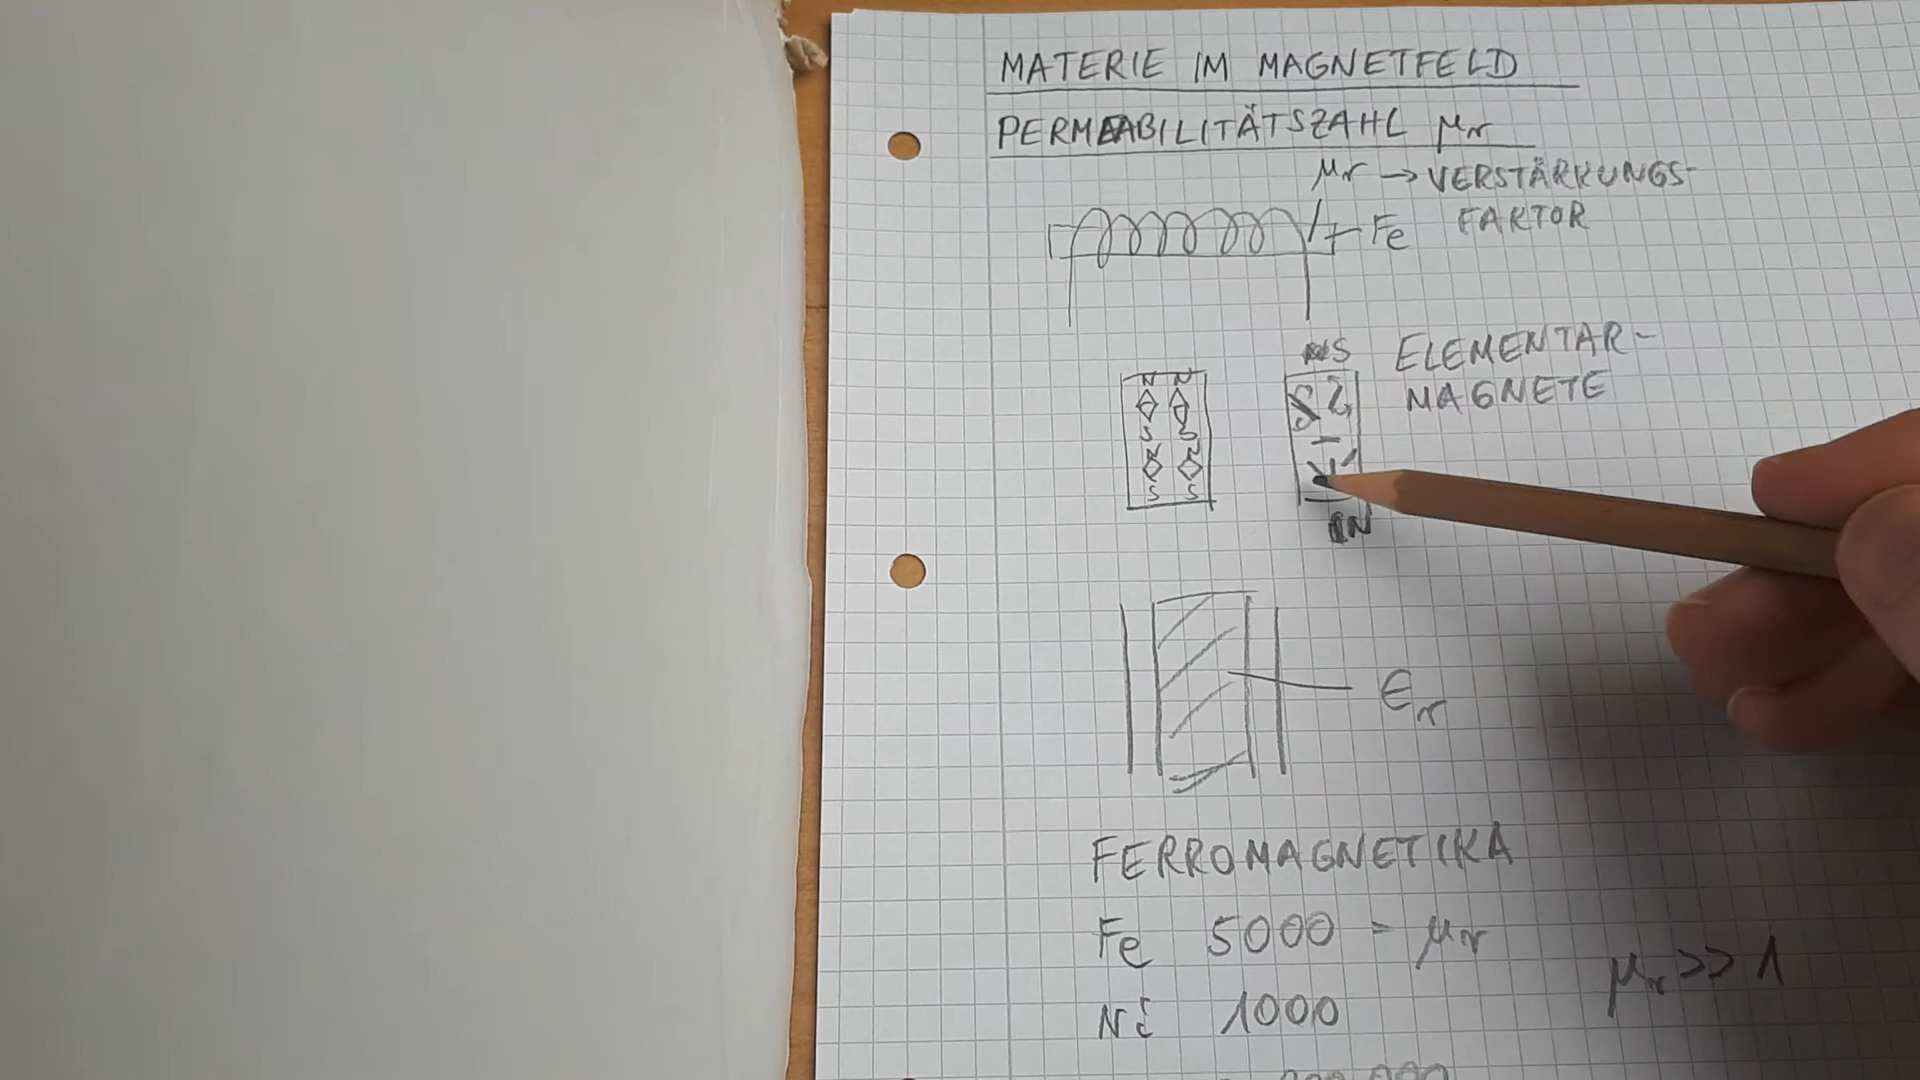 MATERIE IM MAGNETFELD
PERMEABILITÄTSZAHL μr
μr → VERSTÄRKUNGS-
FAKTOR
Fe
ELEMENTAR-
MAGNETE
S
N N
S S
N N
S S
N
Er
FERROMAGNETIKA
Fe 5000 = μr
μr >> 1
Ni 1000